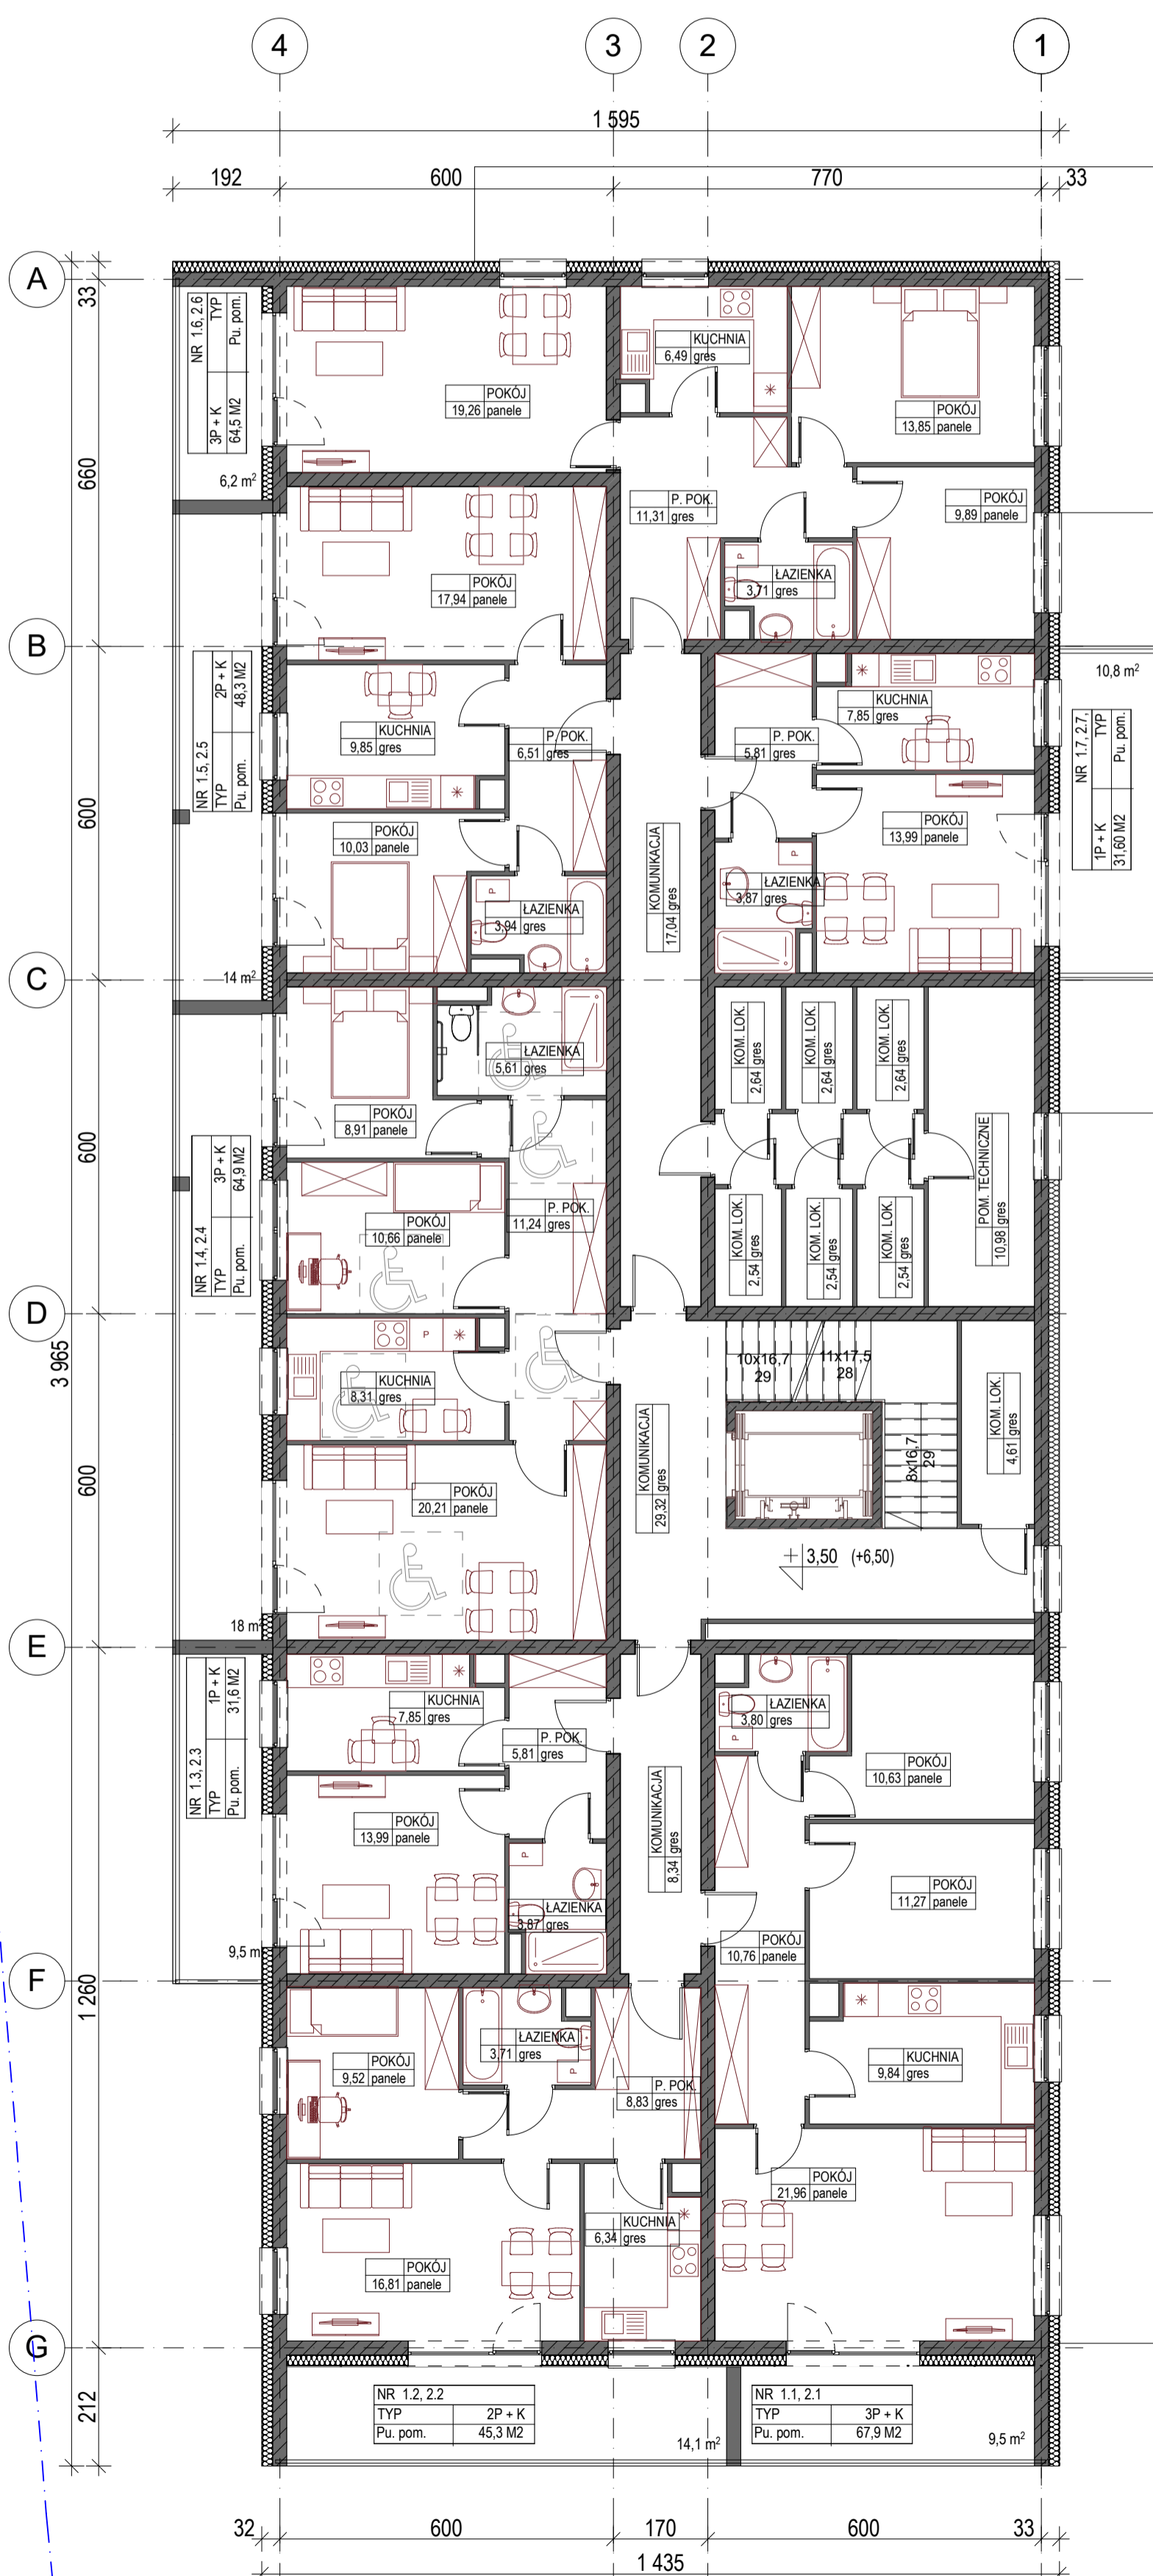 4
3
2
1
1 595
192
600
770
33
A
33
NR 1.6, 2.6
3P + K TYP
64,5 M2 Pu. pom.
6,2 m²
POKÓJ
19,26 panele
KUCHNIA
6,49 gres
POKÓJ
13,85 panele
660
P. POK.
11,31 gres
POKÓJ
9,89 panele
ŁAZIENKA
3,71 gres
P
POKÓJ
17,94 panele
B
NR 1.5, 2.5
TYP 2P + K
Pu. pom. 48,3 M2
KUCHNIA
9,85 gres
P. POK.
6,51 gres
P. POK.
5,81 gres
KUCHNIA
7,85 gres
10,8 m²
NR 1.7, 2.7,
1P + K TYP
31,60 M2 Pu. pom.
600
POKÓJ
10,03 panele
ŁAZIENKA
3,94 gres
P
KOMUNIKACJA
17,04 gres
POKÓJ
13,99 panele
ŁAZIENKA
3,87 gres
P
14 m²
C
POKÓJ
8,91 panele
ŁAZIENKA
5,61 gres
KOM. LOK.
2,64 gres
KOM. LOK.
2,64 gres
KOM. LOK.
2,64 gres
POM. TECHNICZNE
10,98 gres
600
NR 1.4, 2.4
TYP 3P + K
Pu. pom. 64,9 M2
POKÓJ
10,66 panele
P. POK.
11,24 gres
KOM. LOK.
2,54 gres
KOM. LOK.
2,54 gres
KOM. LOK.
2,54 gres
D
3 965
KUCHNIA
8,31 gres
P
10x16,7
29
11x17,5
28
8x16,7
29
KOM. LOK.
4,61 gres
600
KOMUNIKACJA
29,32 gres
POKÓJ
20,21 panele
3,50 (+6,50)
18 m
E
NR 1.3, 2.3
TYP 1P + K
Pu. pom. 31,6 M2
KUCHNIA
7,85 gres
P. POK.
5,81 gres
ŁAZIENKA
3,80 gres
P
POKÓJ
10,63 panele
POKÓJ
13,99 panele
KOMUNIKACJA
8,34 gres
P
ŁAZIENKA
3,87 gres
POKÓJ
11,27 panele
POKÓJ
10,76 panele
9,5 m
F
1 260
POKÓJ
9,52 panele
ŁAZIENKA
3,71 gres
P
P. POK.
8,83 gres
KUCHNIA
9,84 gres
POKÓJ
16,81 panele
KUCHNIA
6,34 gres
POKÓJ
21,96 panele
G
212
NR 1.2, 2.2
TYP 2P + K
Pu. pom. 45,3 M2
14,1 m²
NR 1.1, 2.1
TYP 3P + K
Pu. pom. 67,9 M2
9,5 m²
32
600
170
600
33
1 435